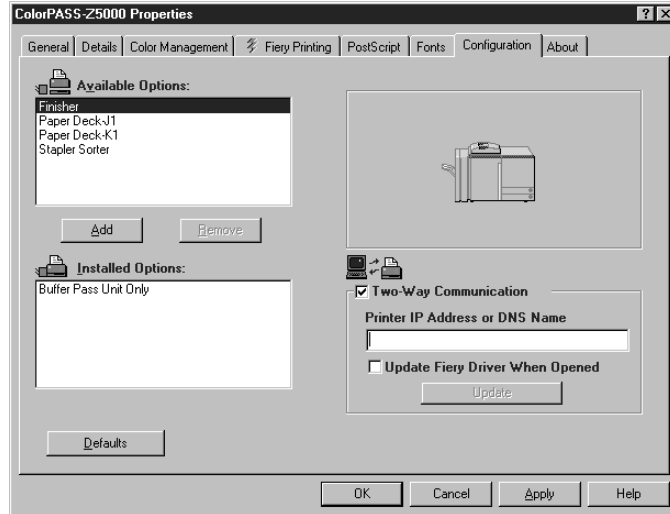 ColorPASS-Z5000 Properties
General Details Color Management Fiery Printing PostScript Fonts Configuration About
Available Options:
Finisher
Paper Deck-J1
Paper Deck-K1
Stapler Sorter
Add Remove
Installed Options:
Buffer Pass Unit Only
Two-Way Communication
Printer IP Address or DNS Name
Update Fiery Driver When Opened
Update
Defaults
OK Cancel Apply Help